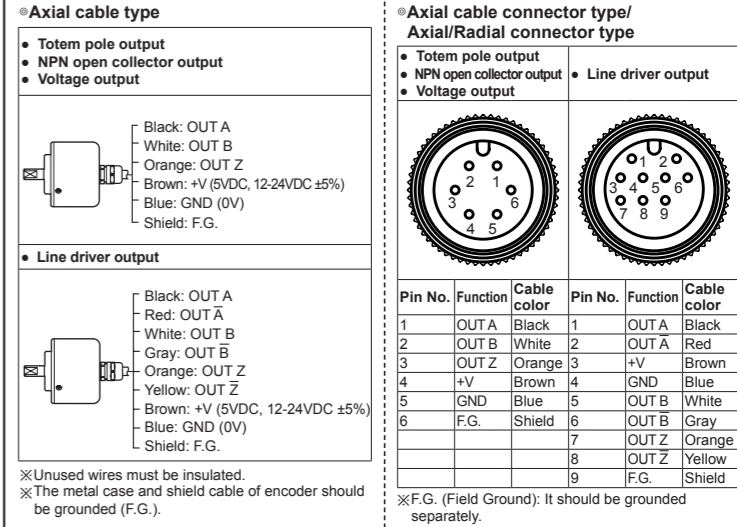 ◎Axial cable type
● Totem pole output
● NPN open collector output
● Voltage output
Black: OUT A
White: OUT B
Orange: OUT Z
Brown: +V (5VDC, 12-24VDC ±5%)
Blue: GND (0V)
Shield: F.G.
● Line driver output
Black: OUT A
Red: OUT A̅
White: OUT B
Gray: OUT B̅
Orange: OUT Z
Yellow: OUT Z̅
Brown: +V (5VDC, 12-24VDC ±5%)
Blue: GND (0V)
Shield: F.G.
※Unused wires must be insulated.
※The metal case and shield cable of encoder should
be grounded (F.G.).
◎Axial cable connector type/
Axial/Radial connector type
● Totem pole output
● NPN open collector output
● Voltage output
● Line driver output
2 1
3 6
4 5
1 2
3 4 5 6
7 8 9
Pin No. Function Cable color Pin No. Function Cable color
1 OUT A Black 1 OUT A Black
2 OUT B White 2 OUT A̅ Red
3 OUT Z Orange 3 +V Brown
4 +V Brown 4 GND Blue
5 GND Blue 5 OUT B White
6 F.G. Shield 6 OUT B̅ Gray
7 OUT Z Orange
8 OUT Z̅ Yellow
9 F.G. Shield
※F.G. (Field Ground): It should be grounded
separately.